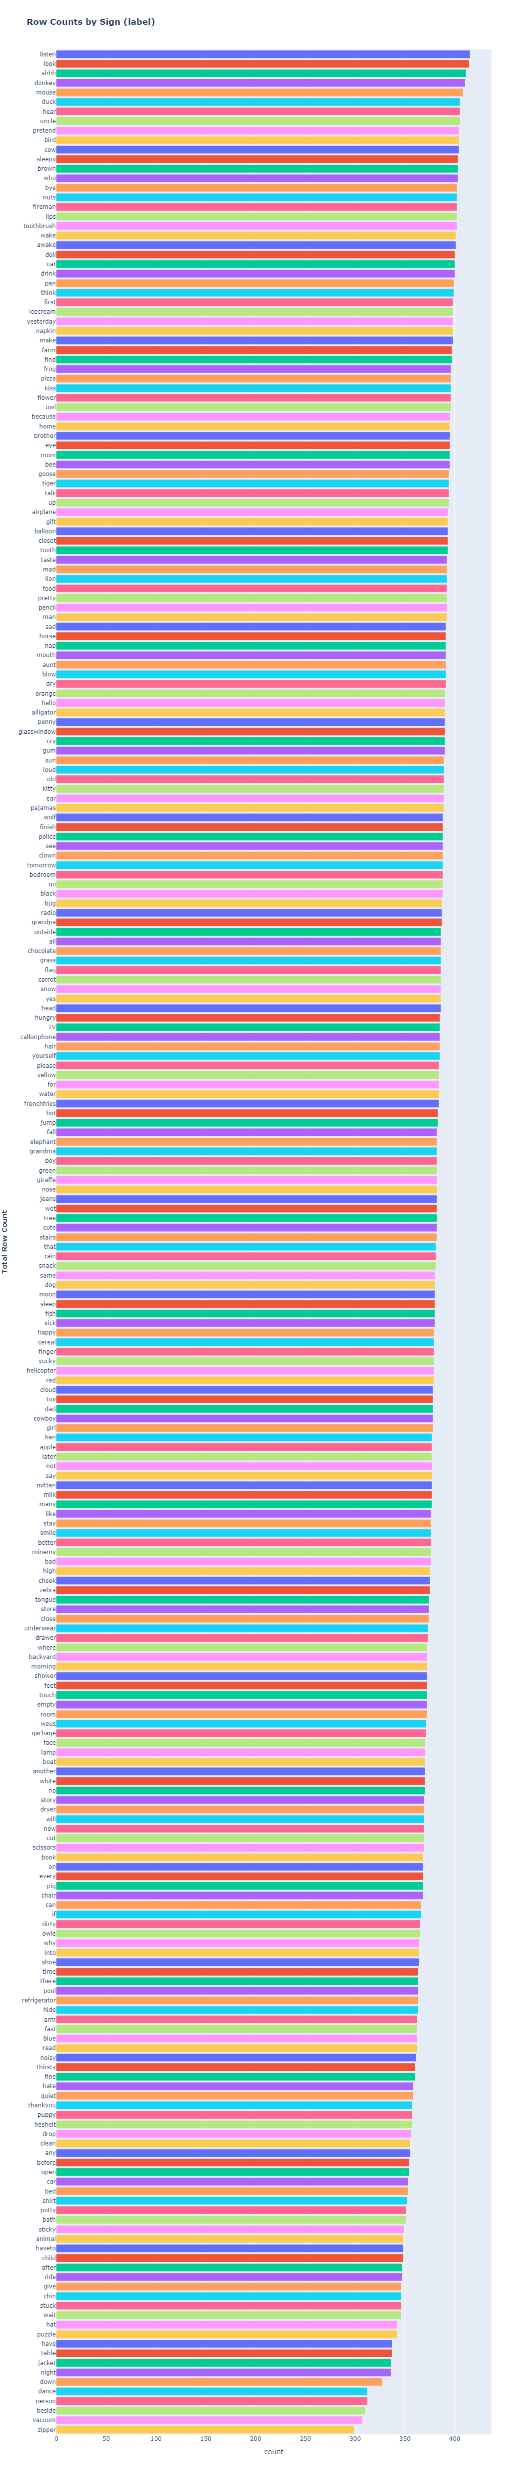 Row Counts by Sign (label)
listen
look
shhh
donkey
mouse
duck
hear
uncle
pretend
bird
cow
sleepy
brown
who
bye
nuts
fireman
lips
toothbrush
wake
awake
doll
cat
drink
pen
think
first
icecream
yesterday
napkin
make
farm
find
frog
pizza
kiss
flower
owl
because
home
brother
eye
mom
bee
goose
tiger
talk
up
airplane
gift
balloon
closet
tooth
taste
mad
lion
food
pretty
pencil
man
sad
horse
nap
mouth
aunt
blow
dry
orange
hello
alligator
penny
glasswindow
cry
gum
sun
loud
old
kitty
ear
pajamas
wolf
finish
police
see
clown
tomorrow
bedroom
go
black
bug
radio
grandpa
outside
all
chocolate
grass
flag
carrot
snow
yes
head
hungry
TV
callonphone
hair
yourself
please
yellow
for
water
frenchfries
hot
jump
fall
elephant
grandma
boy
green
giraffe
nose
jeans
wet
tree
cute
stairs
that
rain
snack
same
dog
moon
sleep
fish
sick
happy
cereal
finger
yucky
helicopter
red
cloud
toy
dad
cowboy
girl
hen
apple
later
not
say
mitten
milk
many
like
stay
smile
better
minemy
bad
high
cheek
zebra
tongue
store
close
underwear
drawer
where
backyard
morning
shower
feet
touch
empty
room
weus
garbage
face
lamp
boat
another
white
no
story
dryer
will
now
cut
scissors
book
on
every
pig
chair
can
if
dirty
owie
why
into
shoe
time
there
pool
refrigerator
hide
arm
fast
blue
read
noisy
thirsty
fine
hate
quiet
thankyou
puppy
hesheit
drop
clean
any
before
open
car
bed
shirt
potty
bath
sticky
animal
haveto
child
after
ride
give
chin
stuck
wait
hat
puzzle
have
table
jacket
night
down
dance
person
beside
vacuum
zipper
Total Row Count
0 50 100 150 200 250 300 350 400
count